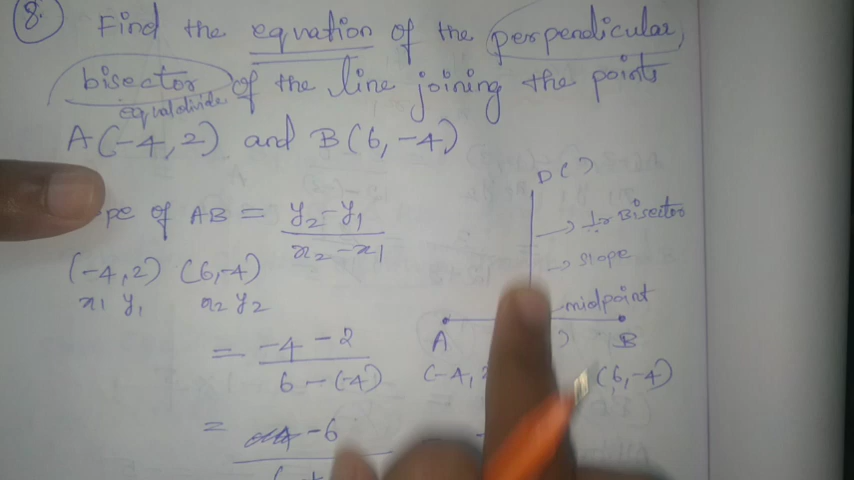 8. Find the equation of the perpendicular
bisector of the line joining the points
equal divide
A(-4,2) and B(6,-4)
D( )
of AB = y2-y1
x2-x1
→ ⊥r Bisector
→ slope
(-4,2) (6,-4)
x1 y1 x2 y2
midpoint
A B
= -4-2
6-(-4)
(-4, (6,-4)
= -6